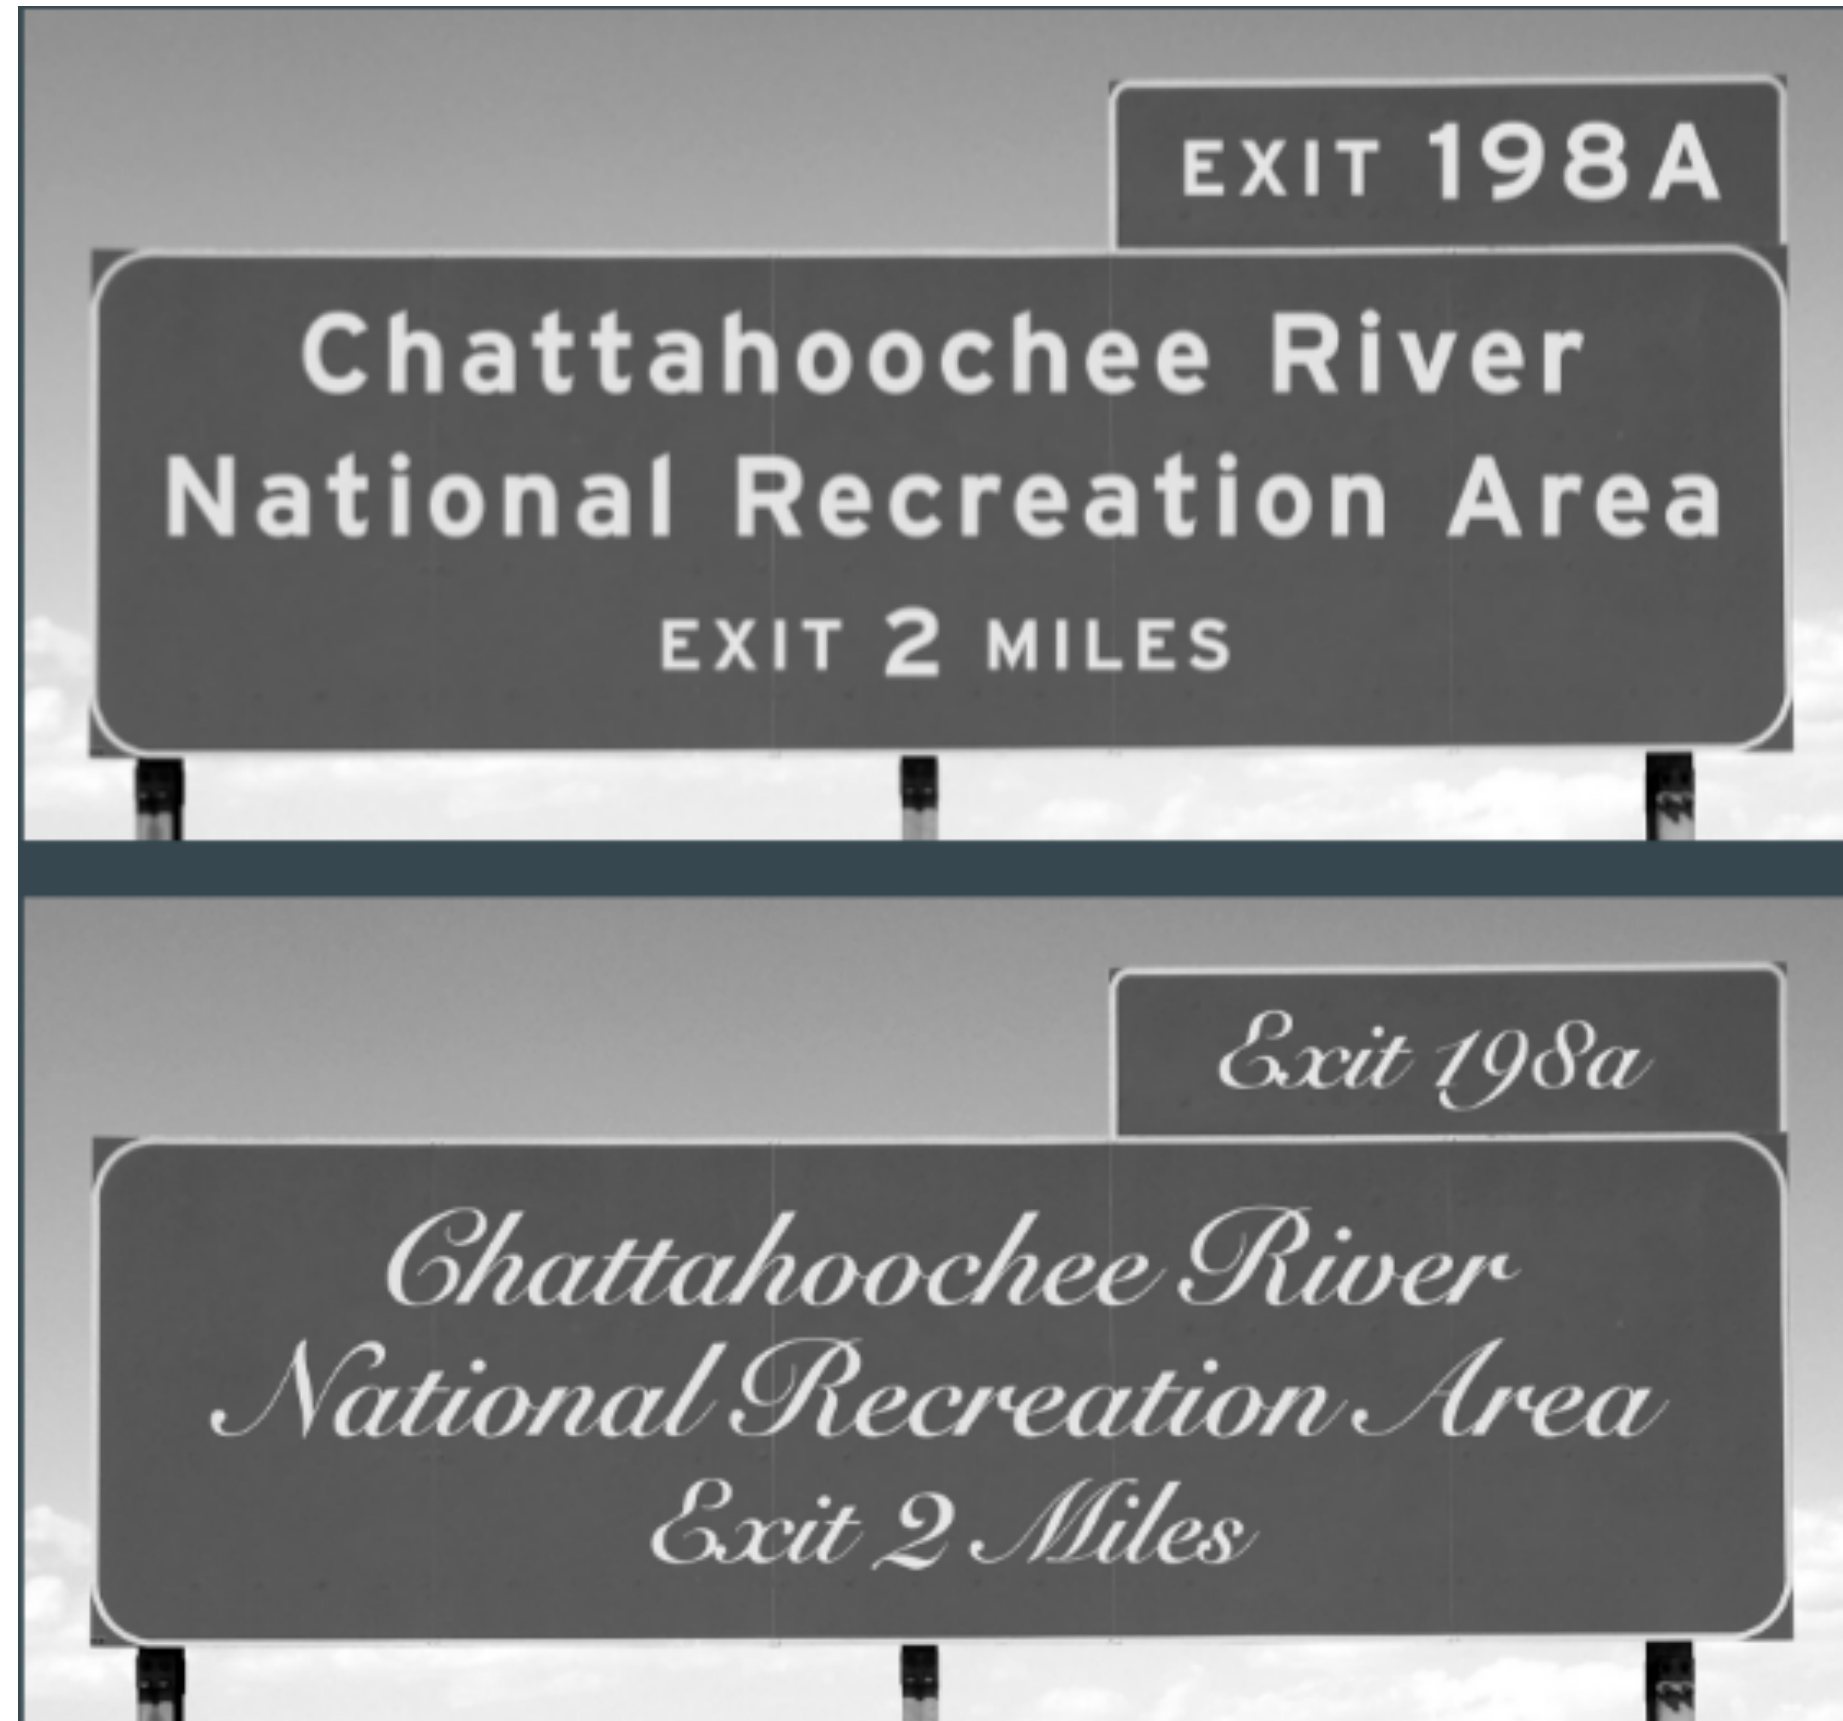 EXIT 198A
Chattahoochee River
National Recreation Area
EXIT 2 MILES
Exit 198a
Chattahoochee River
National Recreation Area
Exit 2 Miles